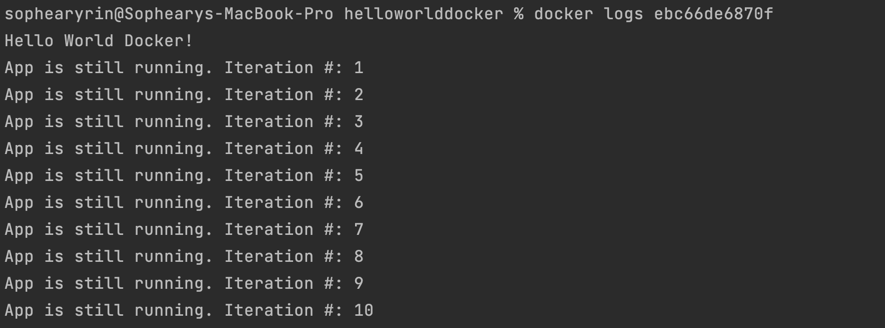 sophearyrin@Sophearys-MacBook-Pro helloworlddocker % docker logs ebc66de6870f
Hello World Docker!
App is still running. Iteration #: 1
App is still running. Iteration #: 2
App is still running. Iteration #: 3
App is still running. Iteration #: 4
App is still running. Iteration #: 5
App is still running. Iteration #: 6
App is still running. Iteration #: 7
App is still running. Iteration #: 8
App is still running. Iteration #: 9
App is still running. Iteration #: 10